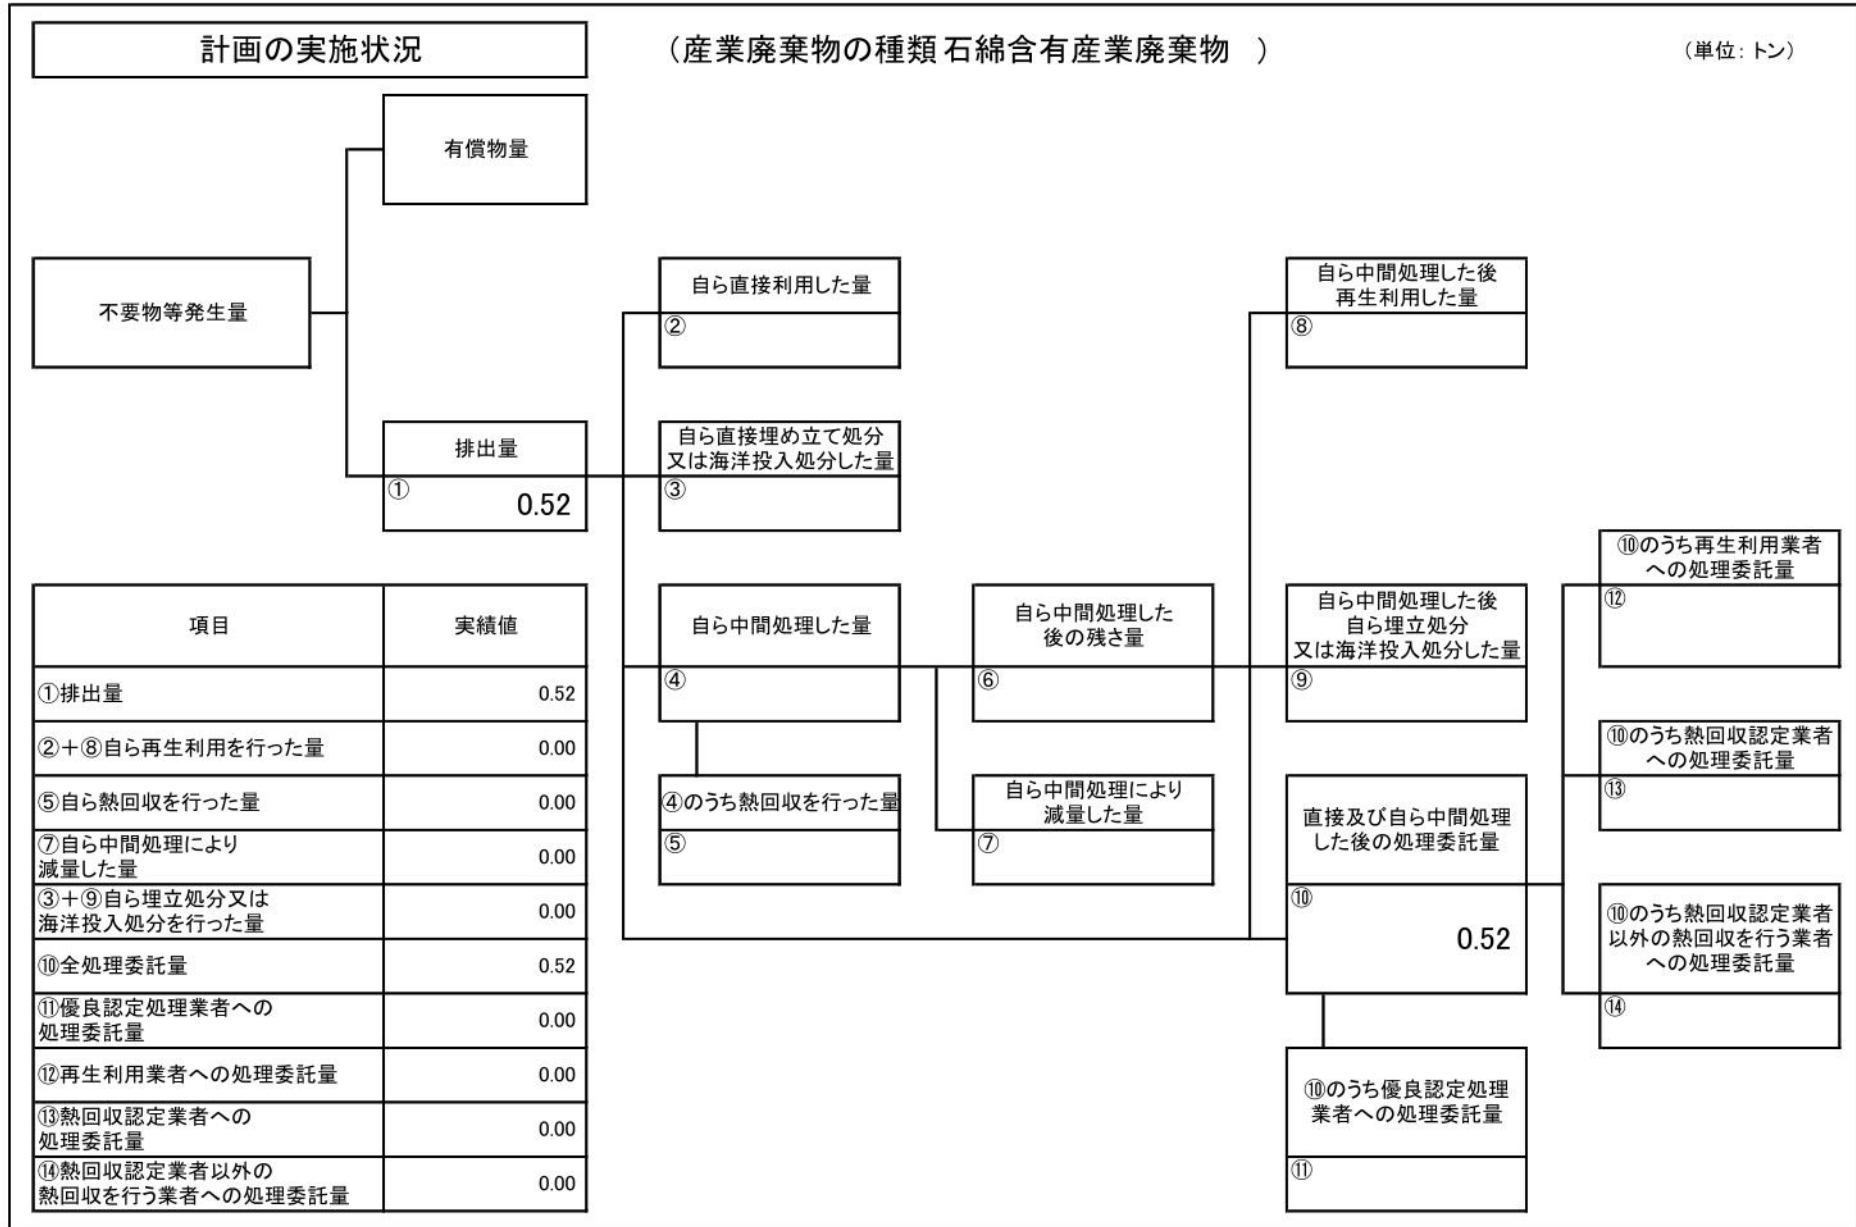 計画の実施状況
（産業廃棄物の種類 石綿含有産業廃棄物　）
（単位：トン）
有償物量
不要物等発生量
自ら直接利用した量
②
自ら中間処理した後
再生利用した量
⑧
排出量
①
0.52
自ら直接埋め立て処分
又は海洋投入処分した量
③
⑩のうち再生利用業者
への処理委託量
⑫
自ら中間処理した量
④
自ら中間処理した
後の残さ量
⑥
自ら中間処理した後
自ら埋立処分
又は海洋投入処分した量
⑨
⑩のうち熱回収認定業者
への処理委託量
⑬
④のうち熱回収を行った量
⑤
自ら中間処理により
減量した量
⑦
直接及び自ら中間処理
した後の処理委託量
⑩
0.52
⑩のうち熱回収認定業者
以外の熱回収を行う業者
への処理委託量
⑭
⑩のうち優良認定処理
業者への処理委託量
⑪
項目 実績値
①排出量 0.52
②＋⑧自ら再生利用を行った量 0.00
⑤自ら熱回収を行った量 0.00
⑦自ら中間処理により
減量した量 0.00
③＋⑨自ら埋立処分又は
海洋投入処分を行った量 0.00
⑩全処理委託量 0.52
⑪優良認定処理業者への
処理委託量 0.00
⑫再生利用業者への処理委託量 0.00
⑬熱回収認定業者への
処理委託量 0.00
⑭熱回収認定業者以外の
熱回収を行う業者への処理委託量 0.00